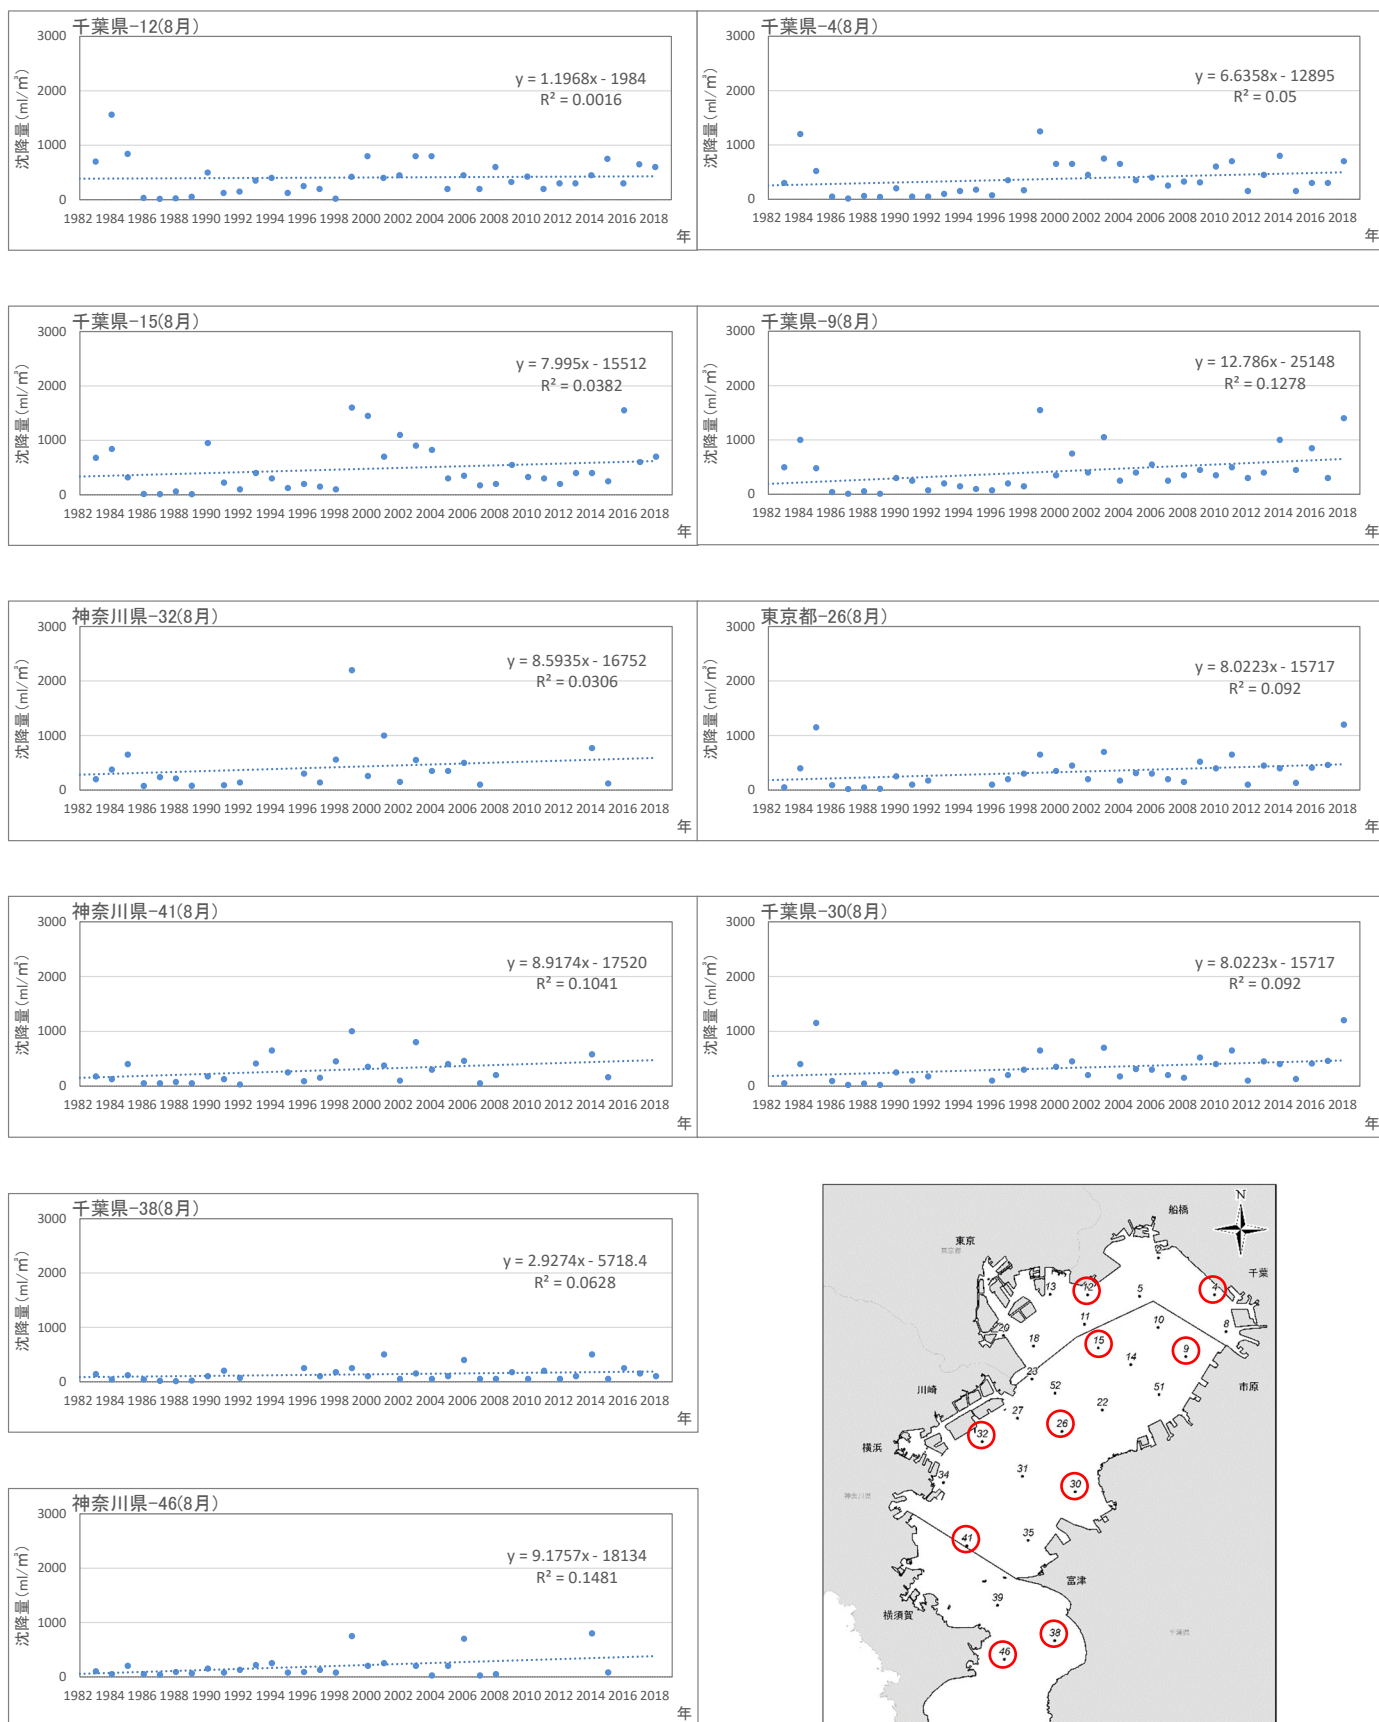 千葉県-12(8月)
沈降量(ml/㎥)
3000
2000
1000
0
y = 1.1968x - 1984
R² = 0.0016
1982 1984 1986 1988 1990 1992 1994 1996 1998 2000 2002 2004 2006 2008 2010 2012 2014 2016 2018
年
千葉県-4(8月)
沈降量(ml/㎥)
3000
2000
1000
0
y = 6.6358x - 12895
R² = 0.05
1982 1984 1986 1988 1990 1992 1994 1996 1998 2000 2002 2004 2006 2008 2010 2012 2014 2016 2018
年
千葉県-15(8月)
沈降量(ml/㎥)
3000
2000
1000
0
y = 7.995x - 15512
R² = 0.0382
1982 1984 1986 1988 1990 1992 1994 1996 1998 2000 2002 2004 2006 2008 2010 2012 2014 2016 2018
年
千葉県-9(8月)
沈降量(ml/㎥)
3000
2000
1000
0
y = 12.786x - 25148
R² = 0.1278
1982 1984 1986 1988 1990 1992 1994 1996 1998 2000 2002 2004 2006 2008 2010 2012 2014 2016 2018
年
神奈川県-32(8月)
沈降量(ml/㎥)
3000
2000
1000
0
y = 8.5935x - 16752
R² = 0.0306
1982 1984 1986 1988 1990 1992 1994 1996 1998 2000 2002 2004 2006 2008 2010 2012 2014 2016 2018
年
東京都-26(8月)
沈降量(ml/㎥)
3000
2000
1000
0
y = 8.0223x - 15717
R² = 0.092
1982 1984 1986 1988 1990 1992 1994 1996 1998 2000 2002 2004 2006 2008 2010 2012 2014 2016 2018
年
神奈川県-41(8月)
沈降量(ml/㎥)
3000
2000
1000
0
y = 8.9174x - 17520
R² = 0.1041
1982 1984 1986 1988 1990 1992 1994 1996 1998 2000 2002 2004 2006 2008 2010 2012 2014 2016 2018
年
千葉県-30(8月)
沈降量(ml/㎥)
3000
2000
1000
0
y = 8.0223x - 15717
R² = 0.092
1982 1984 1986 1988 1990 1992 1994 1996 1998 2000 2002 2004 2006 2008 2010 2012 2014 2016 2018
年
千葉県-38(8月)
沈降量(ml/㎥)
3000
2000
1000
0
y = 2.9274x - 5718.4
R² = 0.0628
1982 1984 1986 1988 1990 1992 1994 1996 1998 2000 2002 2004 2006 2008 2010 2012 2014 2016 2018
年
神奈川県-46(8月)
沈降量(ml/㎥)
3000
2000
1000
0
y = 9.1757x - 18134
R² = 0.1481
1982 1984 1986 1988 1990 1992 1994 1996 1998 2000 2002 2004 2006 2008 2010 2012 2014 2016 2018
年
N
船橋
東京
東京都
2
千葉
13
12
5
4
11
10
8
29
18
15
9
14
23
川崎
52
51
市原
27
22
26
32
横浜
34
31
30
神奈川県
41
35
富津
39
横須賀
38
千葉県
46